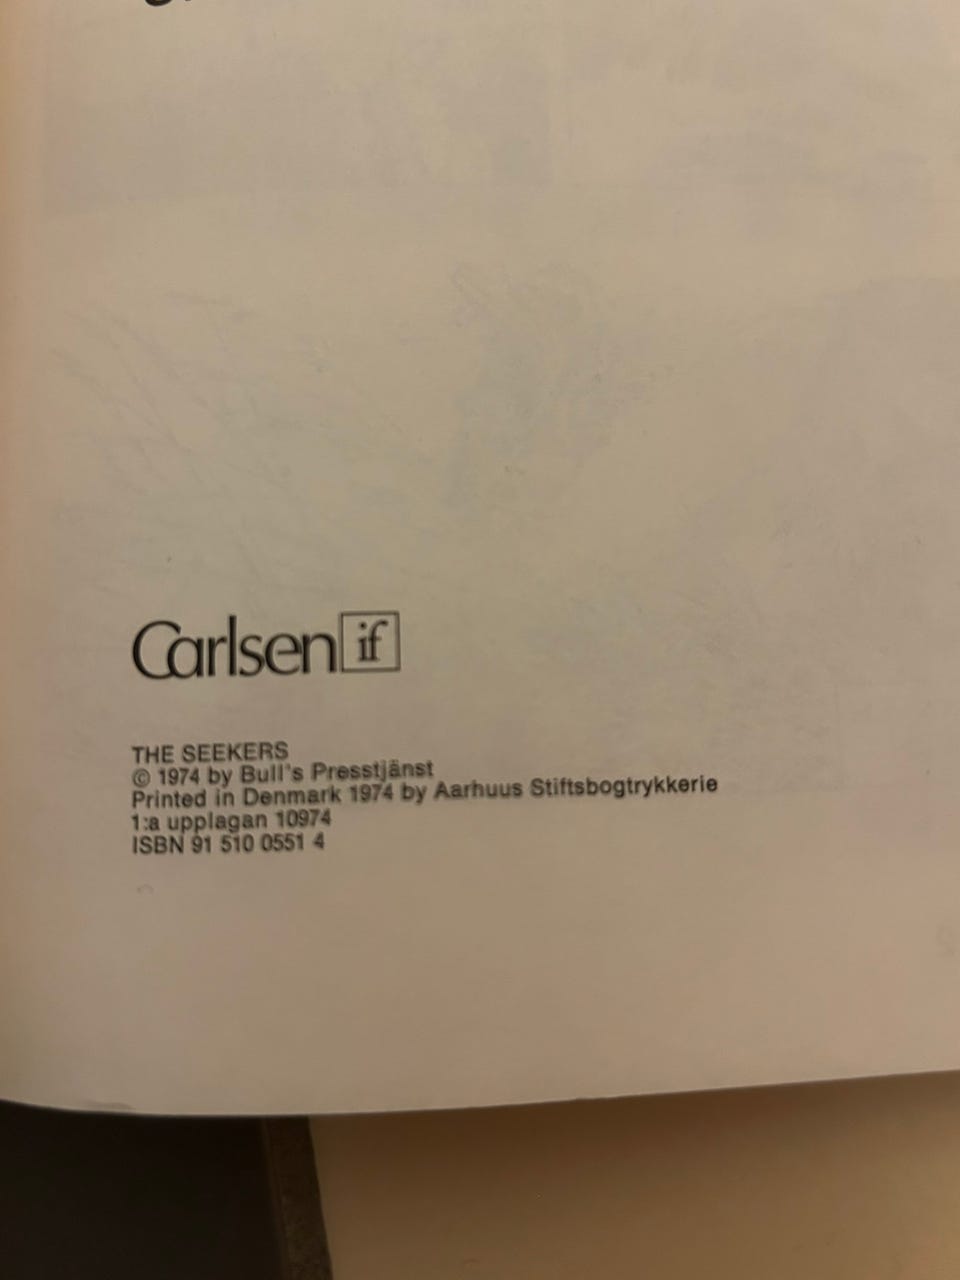 Carlsen if
THE SEEKERS
© 1974 by Bull's Presstjänst
Printed in Denmark 1974 by Aarhuus Stiftsbogtrykkerie
1:a upplagan 10974
ISBN 91 510 0551 4